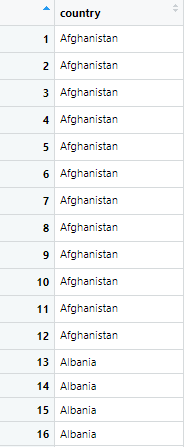 country
1 Afghanistan
2 Afghanistan
3 Afghanistan
4 Afghanistan
5 Afghanistan
6 Afghanistan
7 Afghanistan
8 Afghanistan
9 Afghanistan
10 Afghanistan
11 Afghanistan
12 Afghanistan
13 Albania
14 Albania
15 Albania
16 Albania